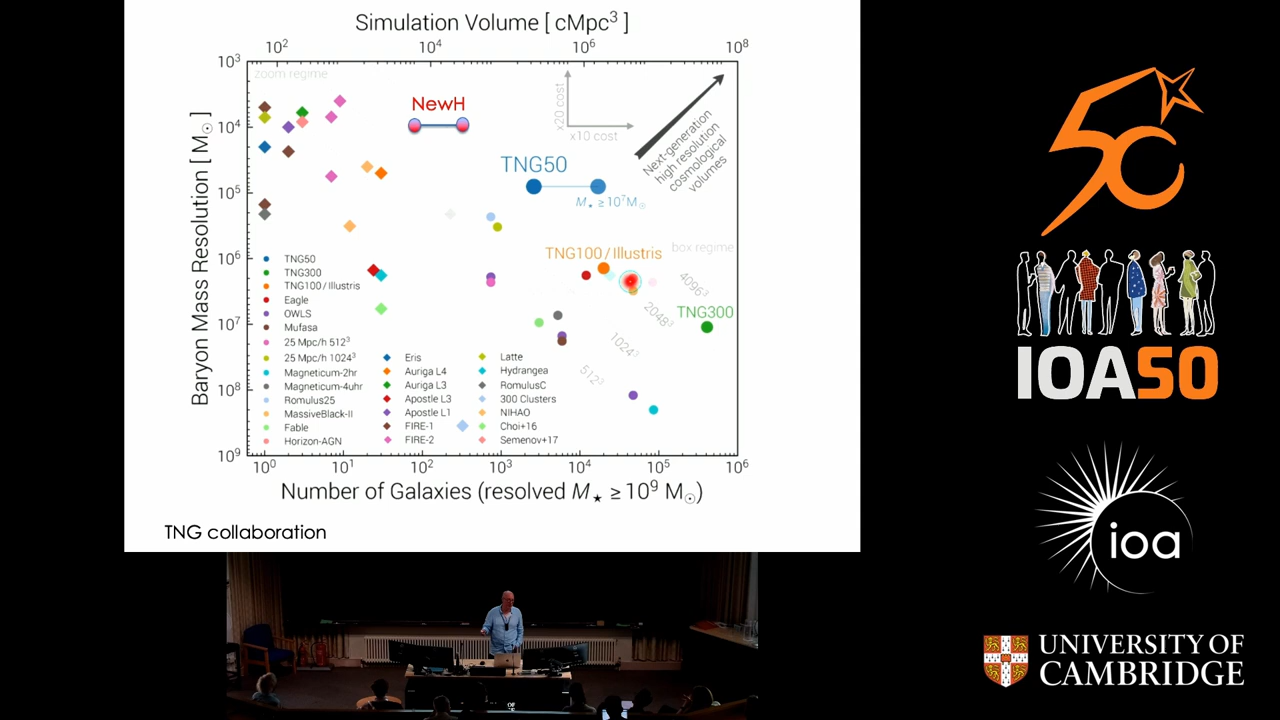 Simulation Volume [ cMpc³ ]
10² 10⁴ 10⁶ 10⁸
10³
10⁴
10⁵
10⁶
10⁷
10⁸
10⁹
Baryon Mass Resolution [ M☉ ]
zoom regime
NewH
x20 cost
x10 cost
Next-generation
high resolution
cosmological
volumes
TNG50
M★ ≥ 10⁷ M☉
TNG100 / Illustris
box regime
TNG300
4096³
2048³
1024³
512³
TNG50
TNG300
TNG100 / Illustris
Eagle
OWLS
Mufasa
25 Mpc/h 512³
25 Mpc/h 1024³
Magneticum-2hr
Magneticum-4uhr
Romulus25
MassiveBlack-II
Fable
Horizon-AGN
Eris
Auriga L4
Auriga L3
Apostle L3
Apostle L1
FIRE-1
FIRE-2
Latte
Hydrangea
RomulusC
300 Clusters
NIHAO
Choi+16
Semenov+17
10⁰ 10¹ 10² 10³ 10⁴ 10⁵ 10⁶
Number of Galaxies (resolved M★ ≥ 10⁹ M☉)
TNG collaboration
50
IOA50
ioa
UNIVERSITY OF
CAMBRIDGE